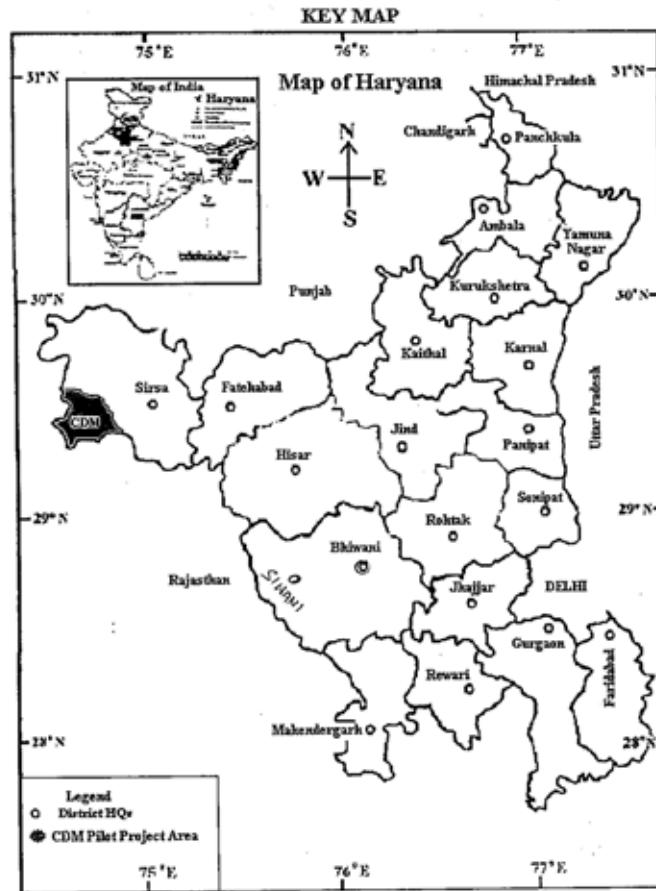 KEY MAP
75°E 76°E 77°E
31°N 31°N
Map of India
Haryana
Map of Haryana
Himachal Pradesh
Chandigarh
Panchkula
N
W E
S
Ambala
Yamuna
Nagar
Punjab
Kurukshetra
30°N 30°N
Kaithal
Karnal
Sirsa
Fatehabad
CDM
Uttar Pradesh
Jind
Panipat
Hisar
Sonipat
29°N 29°N
Rohtak
Bhiwani
Rajasthan
SIWANI
Jhajjar
DELHI
Gurgaon
Faridabad
Rewari
Makendergarh
28°N 28°N
Legend
District HQs
CDM Pilot Project Area
75°E 76°E 77°E